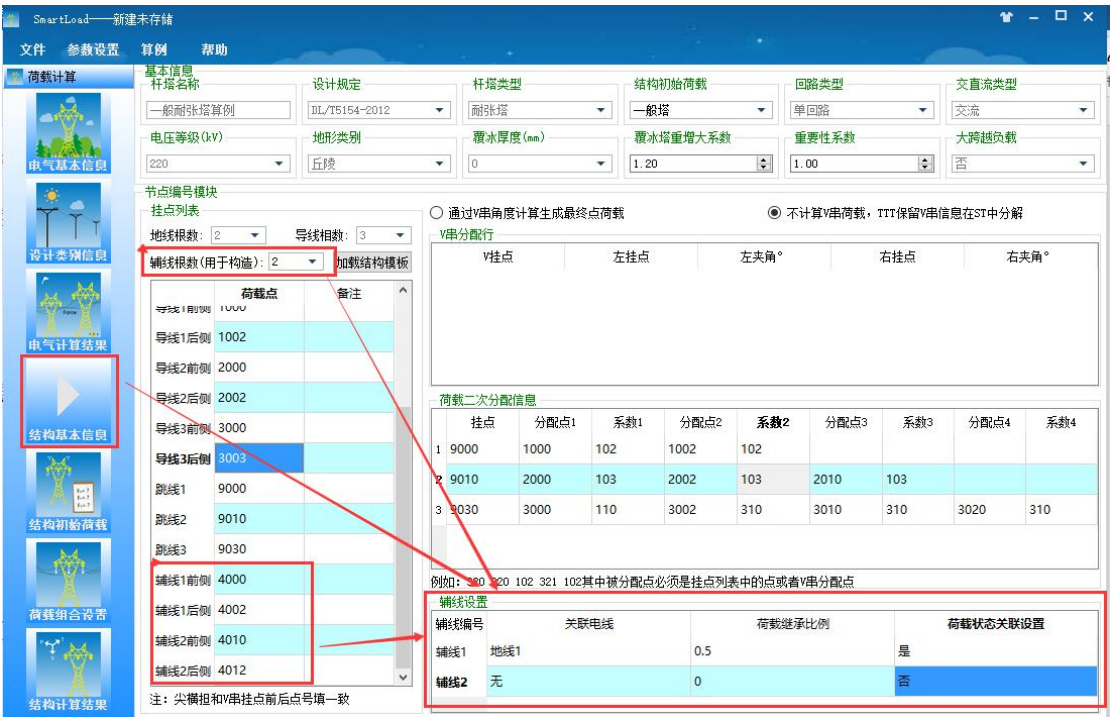 SmartLoad——新建未存储
文件 参数设置 算例 帮助
荷载计算
电气基本信息
设计类别信息
电气计算结果
结构基本信息
结构初始荷载
荷载组合设置
结构计算结果
基本信息
杆塔名称 设计规定 杆塔类型 结构初始荷载 回路类型 交直流类型
一般耐张塔算例 DL/T5154-2012 耐张塔 一般塔 单回路 交流
电压等级(kV) 地形类别 覆冰厚度(mm) 覆冰塔重增大系数 重要性系数 大跨越负载
220 丘陵 0 1.20 1.00 否
节点编号模块
挂点列表
地线根数: 2 导线相数: 3
辅线根数(用于构造): 2 加载结构模板
荷载点 备注
导线1前侧 1000
导线1后侧 1002
导线2前侧 2000
导线2后侧 2002
导线3前侧 3000
导线3后侧 3003
跳线1 9000
跳线2 9010
跳线3 9030
辅线1前侧 4000
辅线1后侧 4002
辅线2前侧 4010
辅线2后侧 4012
注：尖横担和V串挂点前后点号填一致
通过V串角度计算生成最终点荷载 不计算V串荷载，TTT保留V串信息在ST中分解
V串分配行
V挂点 左挂点 左夹角° 右挂点 右夹角°
荷载二次分配信息
挂点 分配点1 系数1 分配点2 系数2 分配点3 系数3 分配点4 系数4
1 9000 1000 102 1002 102
2 9010 2000 103 2002 103 2010 103
3 9030 3000 110 3002 310 3010 310 3020 310
例如：320 320 102 321 102其中被分配点必须是挂点列表中的点或者V串分配点
辅线设置
辅线编号 关联电线 荷载继承比例 荷载状态关联设置
辅线1 地线1 0.5 是
辅线2 无 0 否